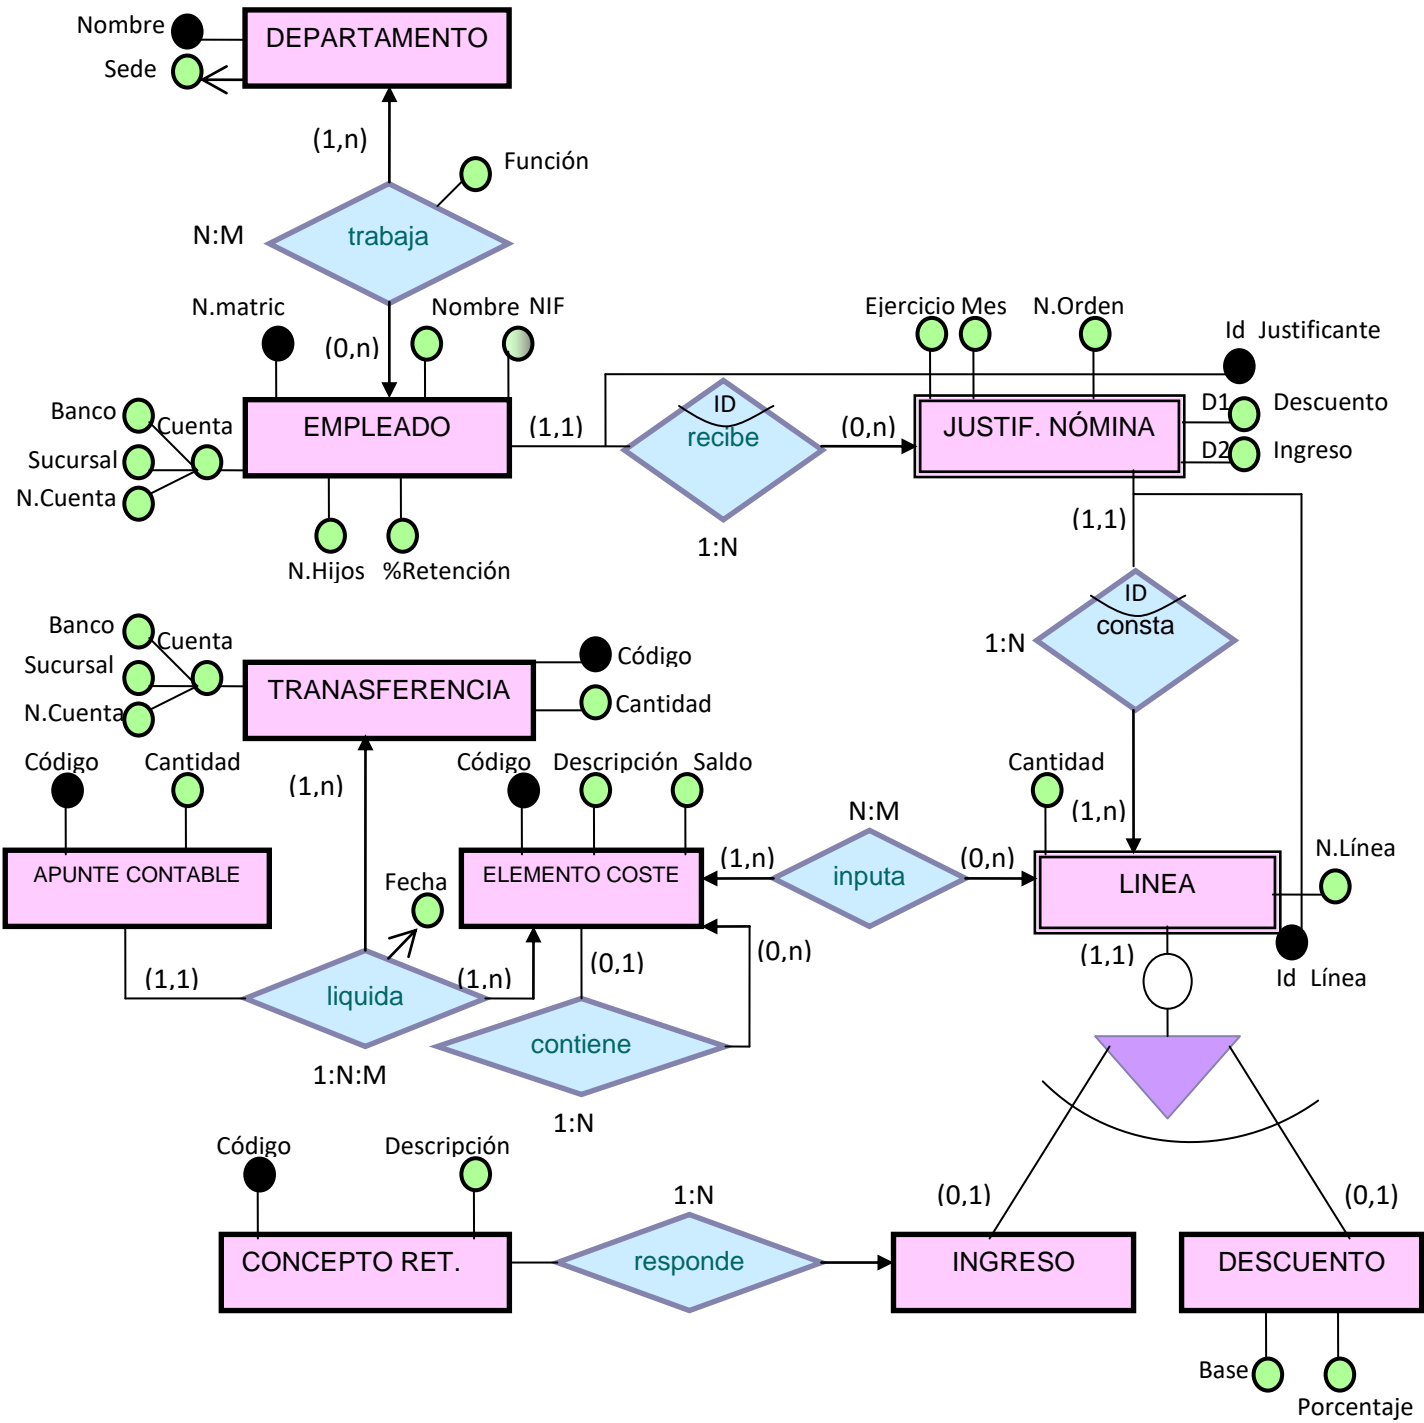 Nombre
DEPARTAMENTO
Sede
(1,n)
Función
N:M
trabaja
N.matric
(0,n)
Nombre NIF
Ejercicio Mes
N.Orden
Id Justificante
Banco
Cuenta
EMPLEADO
(1,1)
ID
recibe
(0,n)
JUSTIF. NÓMINA
D1
Descuento
Sucursal
D2
Ingreso
N.Cuenta
(1,1)
1:N
N.Hijos
%Retención
ID
consta
1:N
Banco
Cuenta
Sucursal
TRANASFERENCIA
Código
N.Cuenta
Cantidad
Código
Cantidad
(1,n)
Código
Descripción
Saldo
Cantidad
N:M
(1,n)
APUNTE CONTABLE
ELEMENTO COSTE
(1,n)
inputa
(0,n)
LINEA
N.Línea
Fecha
(1,1)
liquida
(1,n)
(0,1)
(0,n)
(1,1)
Id Línea
contiene
1:N:M
1:N
Código
Descripción
1:N
(0,1)
(0,1)
CONCEPTO RET.
responde
INGRESO
DESCUENTO
Base
Porcentaje